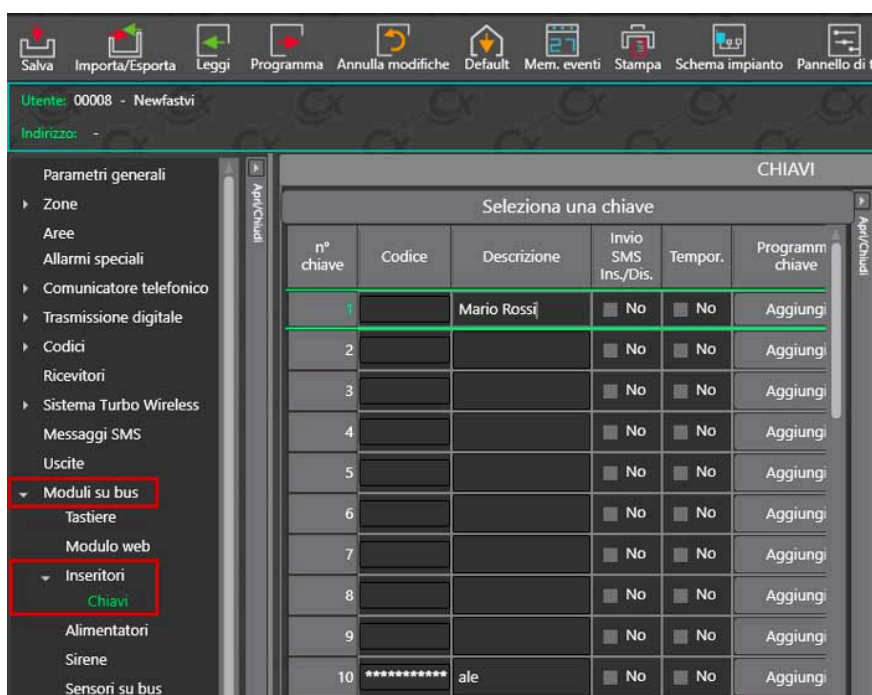 Salva Importa/Esporta Leggi Programma Annulla modifiche Default Mem. eventi Stampa Schema impianto Pannello di
Utente: 00008 - Newfastvi
Indirizzo: -
Parametri generali
Zone
Aree
Allarmi speciali
Comunicatore telefonico
Trasmissione digitale
Codici
Ricevitori
Sistema Turbo Wireless
Messaggi SMS
Uscite
Moduli su bus
Tastiere
Modulo web
Inseritori
Chiavi
Alimentatori
Sirene
Sensori su bus
Apri/Chiudi
CHIAVI
Seleziona una chiave
n° chiave Codice Descrizione Invio SMS Ins./Dis. Tempor. Programm chiave
1 Mario Rossi No No Aggiungi
2 No No Aggiungi
3 No No Aggiungi
4 No No Aggiungi
5 No No Aggiungi
6 No No Aggiungi
7 No No Aggiungi
8 No No Aggiungi
9 No No Aggiungi
10 *********** ale No No Aggiungi
Apri/Chiudi